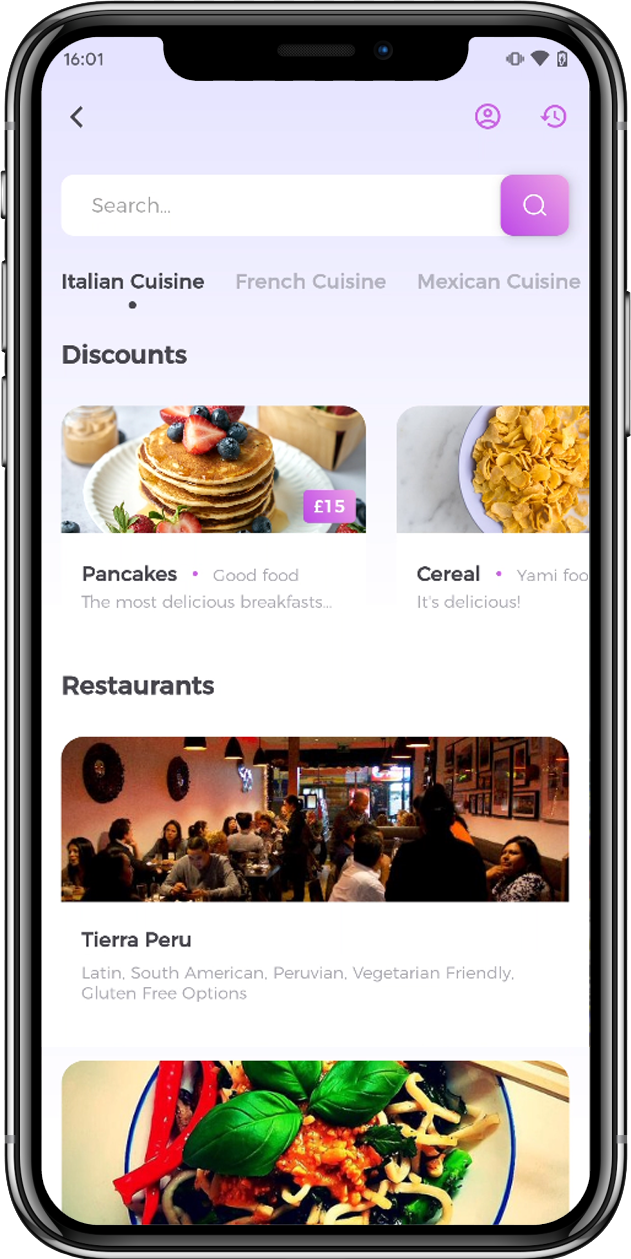 16:01
Search...
Italian Cuisine French Cuisine Mexican Cuisine
Discounts
£15
Pancakes • Good food
The most delicious breakfasts...
Cereal • Yami foo
It's delicious!
Restaurants
Tierra Peru
Latin, South American, Peruvian, Vegetarian Friendly,
Gluten Free Options